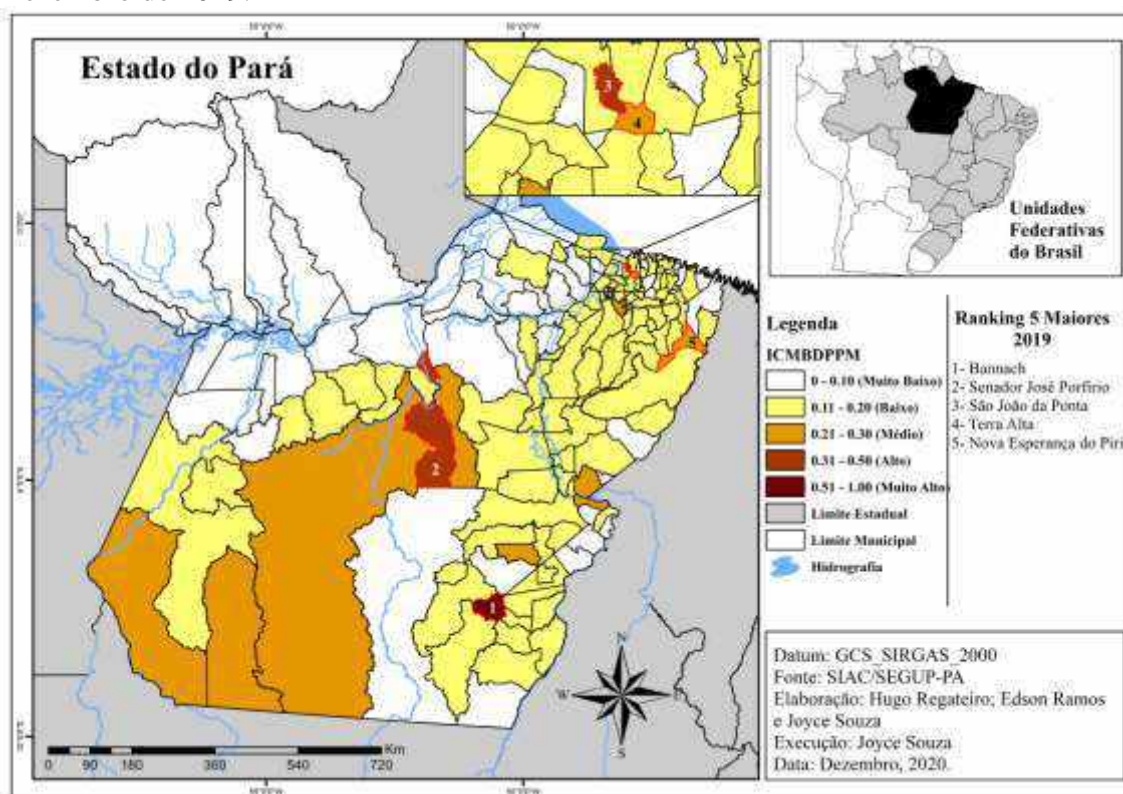 Estado do Pará
3
4
5
2
1
N
W
S
Km
0 90 180 360 540 720
Unidades
Federativas
do Brasil
Legenda
ICMBDPPM
0 - 0.10 (Muito Baixo)
0.11 - 0.20 (Baixo)
0.21 - 0.30 (Médio)
0.31 - 0.50 (Alto)
0.51 - 1.00 (Muito Alto)
Limite Estadual
Limite Municipal
Hidrografia
Ranking 5 Maiores
2019
1- Bannach
2- Senador José Porfírio
3- São João da Ponta
4- Terra Alta
5- Nova Esperança do Piri
Datum: GCS_SIRGAS_2000
Fonte: SIAC/SEGUP-PA
Elaboração: Hugo Regateiro; Edson Ramos
e Joyce Souza
Execução: Joyce Souza
Data: Dezembro, 2020.